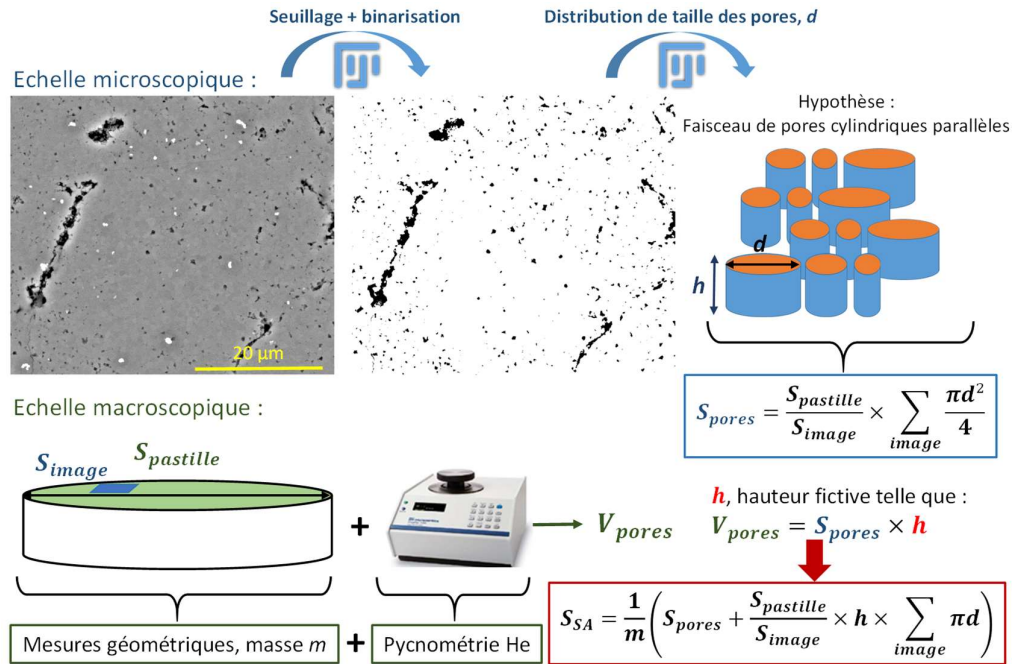 Seuillage + binarisation
Distribution de taille des pores, d
Echelle microscopique :
20 µm
Hypothèse :
Faisceau de pores cylindriques parallèles
d
h
S_pores = S_pastille / S_image × ∑_image πd² / 4
Echelle macroscopique :
S_image
S_pastille
+
V_pores
h, hauteur fictive telle que :
V_pores = S_pores × h
S_SA = 1/m (S_pores + S_pastille / S_image × h × ∑_image πd)
Mesures géométriques, masse m
+
Pycnométrie He